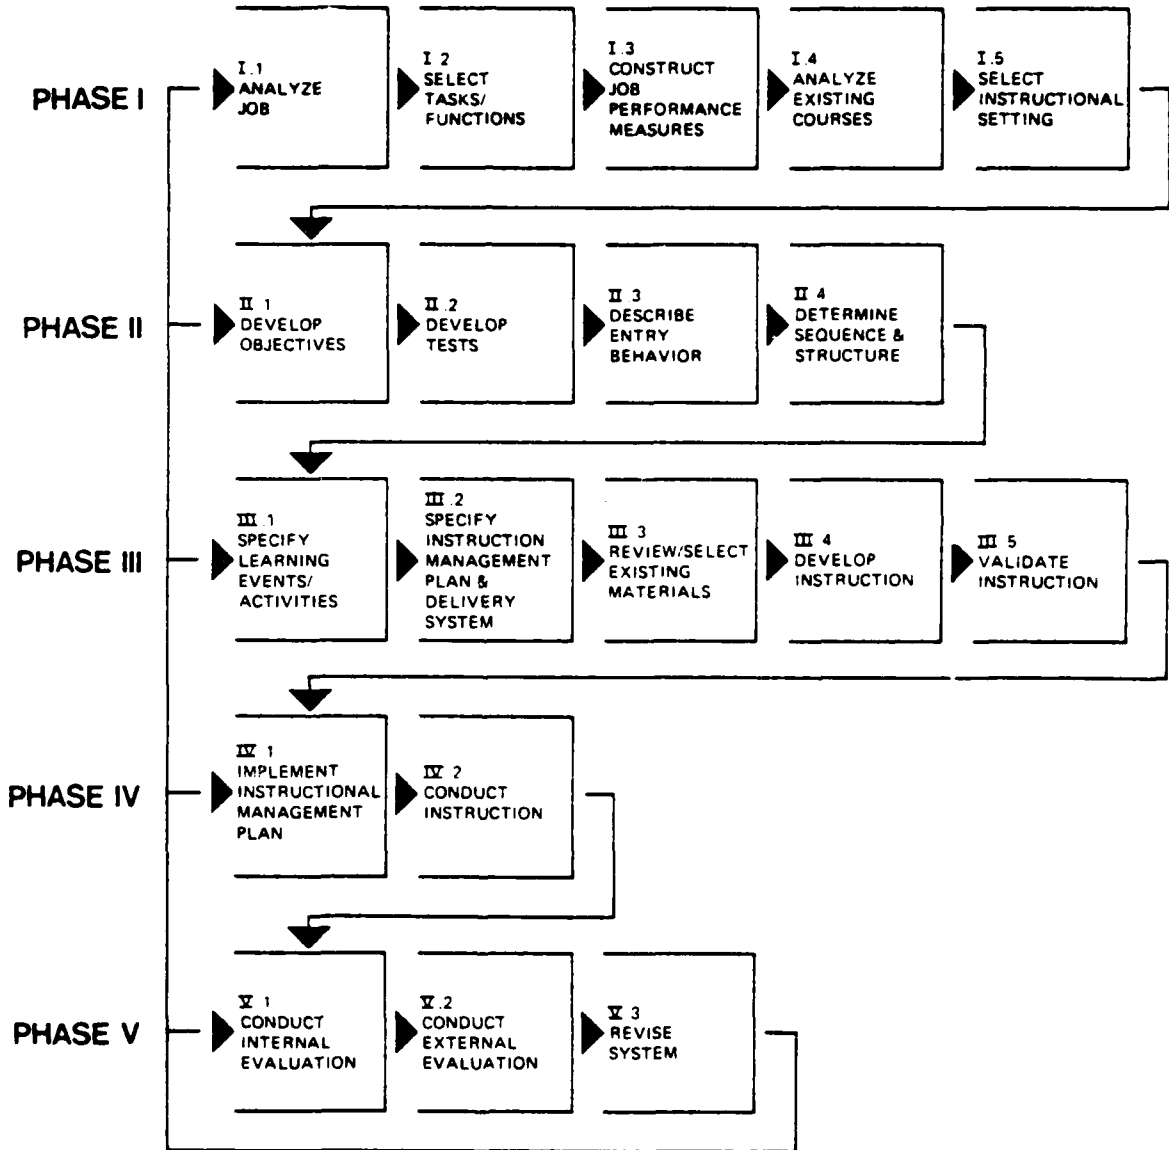 PHASE I
I.1
ANALYZE
JOB
I.2
SELECT
TASKS/
FUNCTIONS
I.3
CONSTRUCT
JOB
PERFORMANCE
MEASURES
I.4
ANALYZE
EXISTING
COURSES
I.5
SELECT
INSTRUCTIONAL
SETTING
PHASE II
II 1
DEVELOP
OBJECTIVES
II.2
DEVELOP
TESTS
II 3
DESCRIBE
ENTRY
BEHAVIOR
II 4
DETERMINE
SEQUENCE &
STRUCTURE
PHASE III
III.1
SPECIFY
LEARNING
EVENTS/
ACTIVITIES
III.2
SPECIFY
INSTRUCTION
MANAGEMENT
PLAN &
DELIVERY
SYSTEM
III 3
REVIEW/SELECT
EXISTING
MATERIALS
III 4
DEVELOP
INSTRUCTION
III 5
VALIDATE
INSTRUCTION
PHASE IV
IV 1
IMPLEMENT
INSTRUCTIONAL
MANAGEMENT
PLAN
IV 2
CONDUCT
INSTRUCTION
PHASE V
V 1
CONDUCT
INTERNAL
EVALUATION
V.2
CONDUCT
EXTERNAL
EVALUATION
V 3
REVISE
SYSTEM